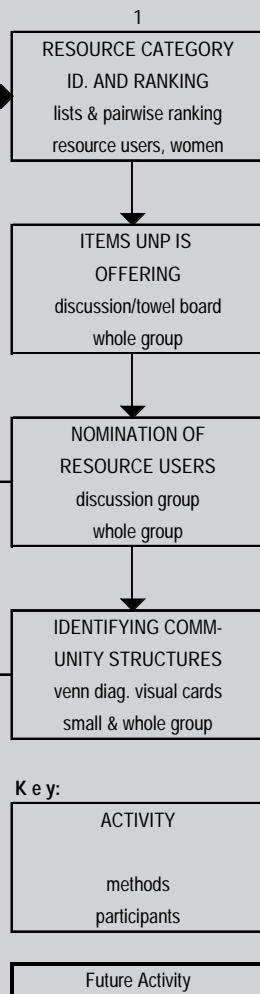 1
RESOURCE CATEGORY
ID. AND RANKING
lists & pairwise ranking
resource users, women
ITEMS UNP IS
OFFERING
discussion/towel board
whole group
NOMINATION OF
RESOURCE USERS
discussion group
whole group
IDENTIFYING COMM-
UNITY STRUCTURES
venn diag. visual cards
small & whole group
Key:
ACTIVITY
methods
participants
Future Activity